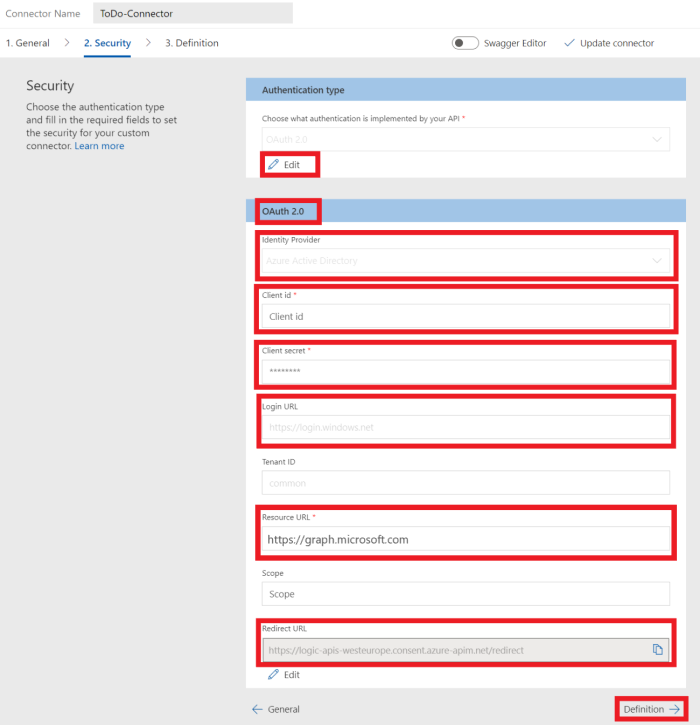 Connector Name ToDo-Connector
1. General > 2. Security > 3. Definition Swagger Editor Update connector
Security
Choose the authentication type
and fill in the required fields to set
the security for your custom
connector. Learn more
Authentication type
Choose what authentication is implemented by your API *
OAuth 2.0
Edit
OAuth 2.0
Identity Provider
Azure Active Directory
Client id *
Client id
Client secret *
********
Login URL
https://login.windows.net
Tenant ID
common
Resource URL *
https://graph.microsoft.com
Scope
Scope
Redirect URL
https://logic-apis-westeurope.consent.azure-apim.net/redirect
Edit
← General Definition →